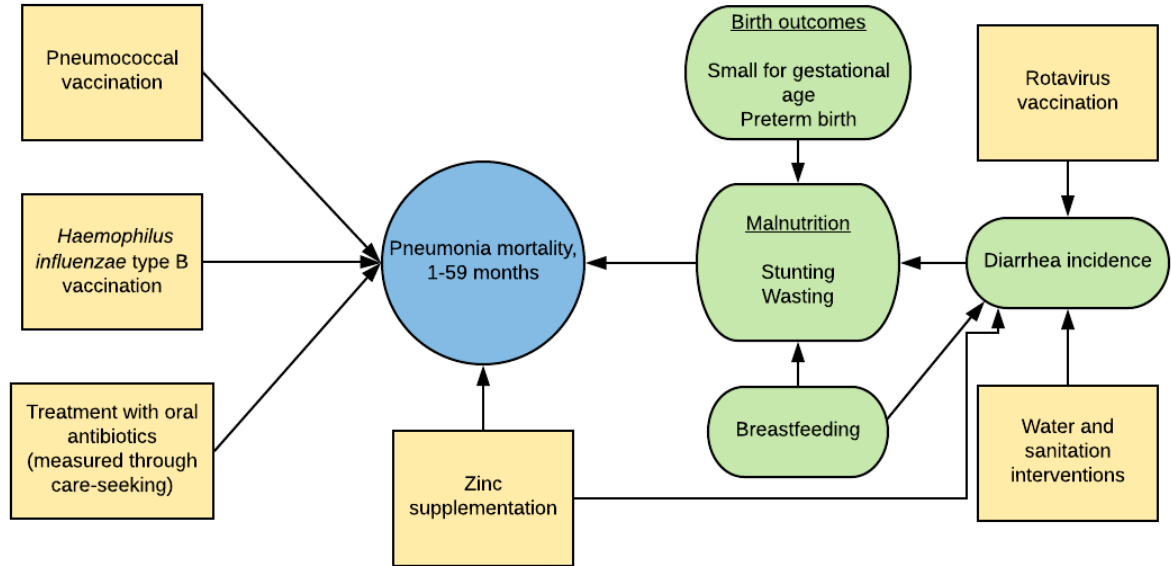 Pneumococcal
vaccination
Haemophilus
influenzae type B
vaccination
Treatment with oral
antibiotics
(measured through
care-seeking)
Pneumonia mortality,
1-59 months
Zinc
supplementation
Birth outcomes
Small for gestational
age
Preterm birth
Malnutrition
Stunting
Wasting
Breastfeeding
Rotavirus
vaccination
Diarrhea incidence
Water and
sanitation
interventions